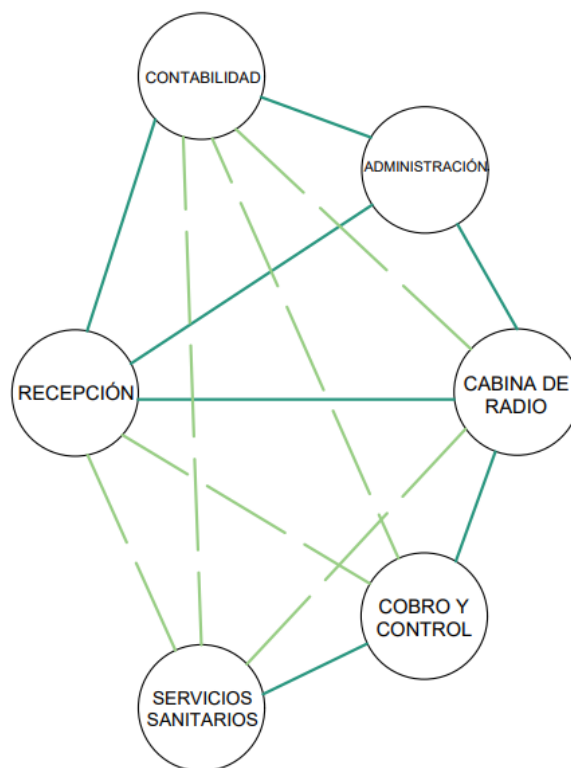 CONTABILIDAD
ADMINISTRACIÓN
RECEPCIÓN
CABINA DE
RADIO
COBRO Y
CONTROL
SERVICIOS
SANITARIOS